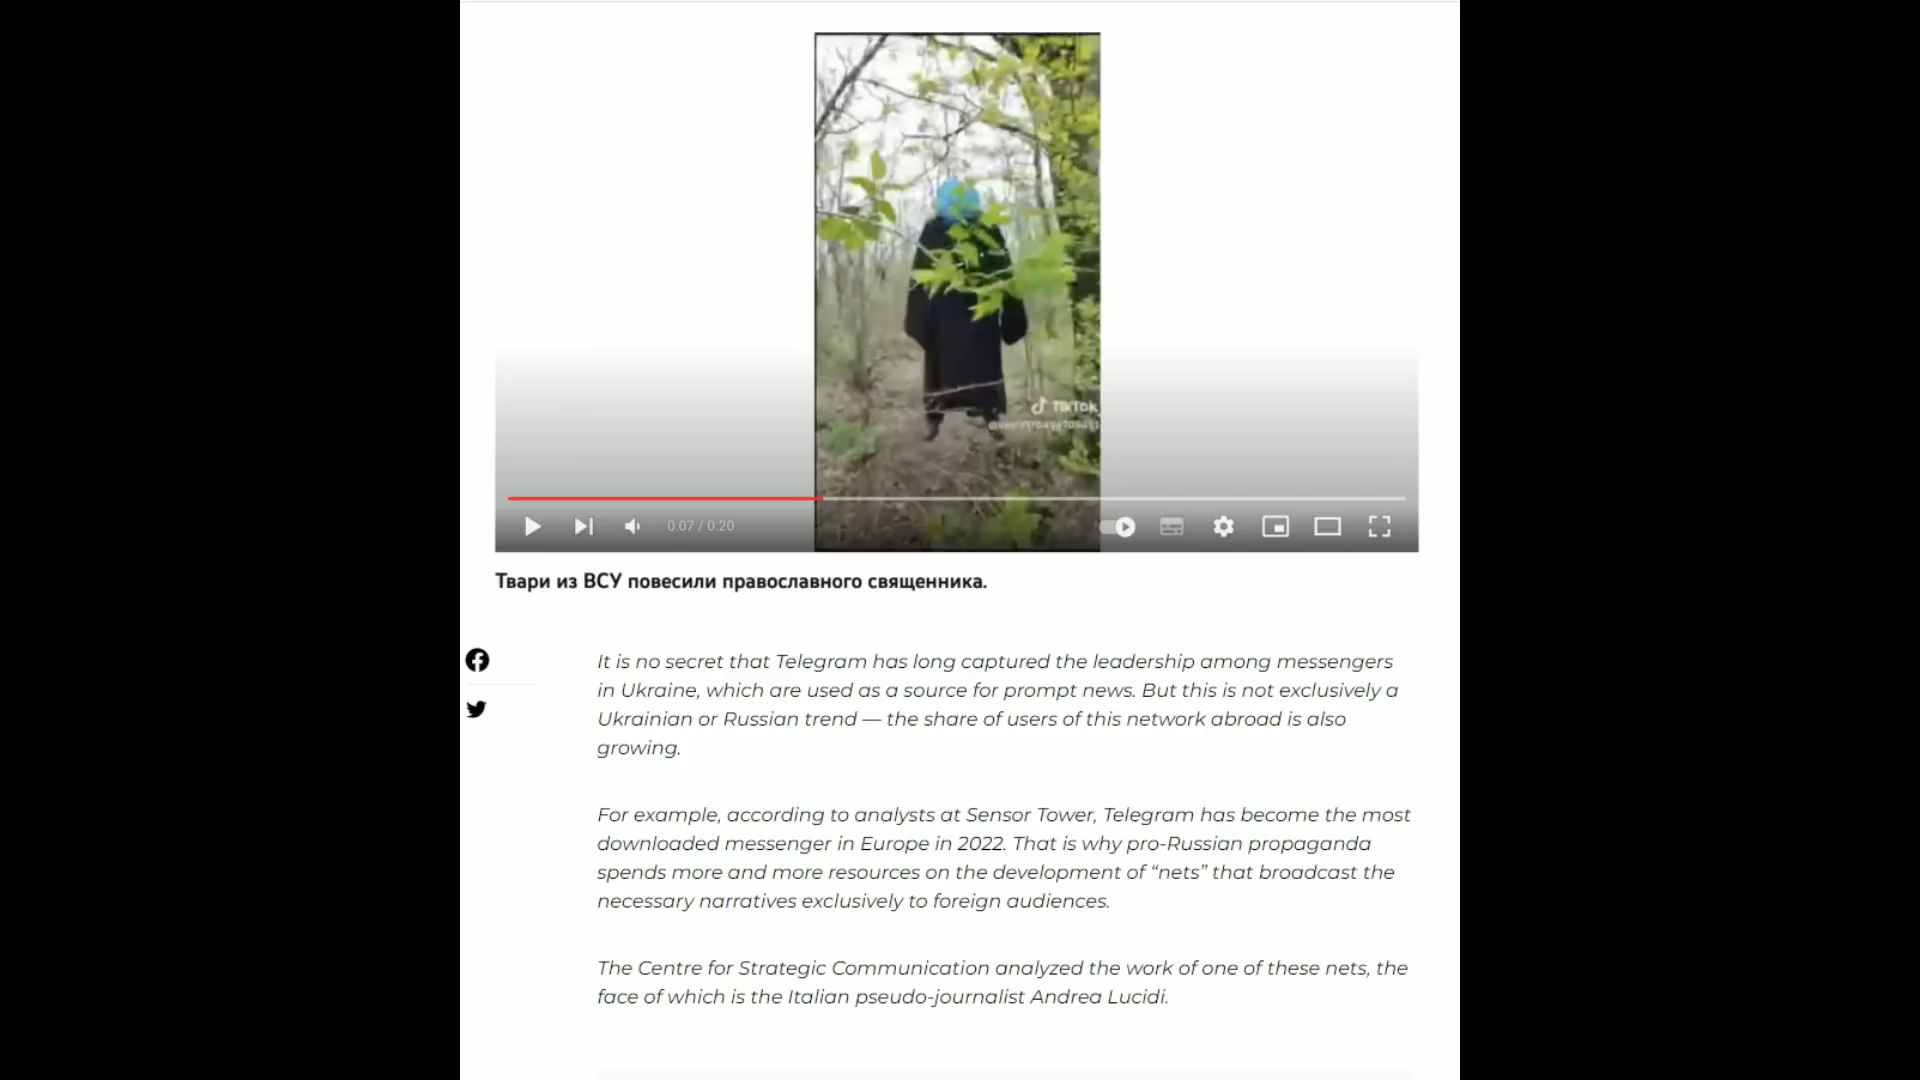 TikTok
0:07 / 0:20
Твари из ВСУ повесили православного священника.
It is no secret that Telegram has long captured the leadership among messengers
in Ukraine, which are used as a source for prompt news. But this is not exclusively a
Ukrainian or Russian trend — the share of users of this network abroad is also
growing.
For example, according to analysts at Sensor Tower, Telegram has become the most
downloaded messenger in Europe in 2022. That is why pro-Russian propaganda
spends more and more resources on the development of “nets” that broadcast the
necessary narratives exclusively to foreign audiences.
The Centre for Strategic Communication analyzed the work of one of these nets, the
face of which is the Italian pseudo-journalist Andrea Lucidi.